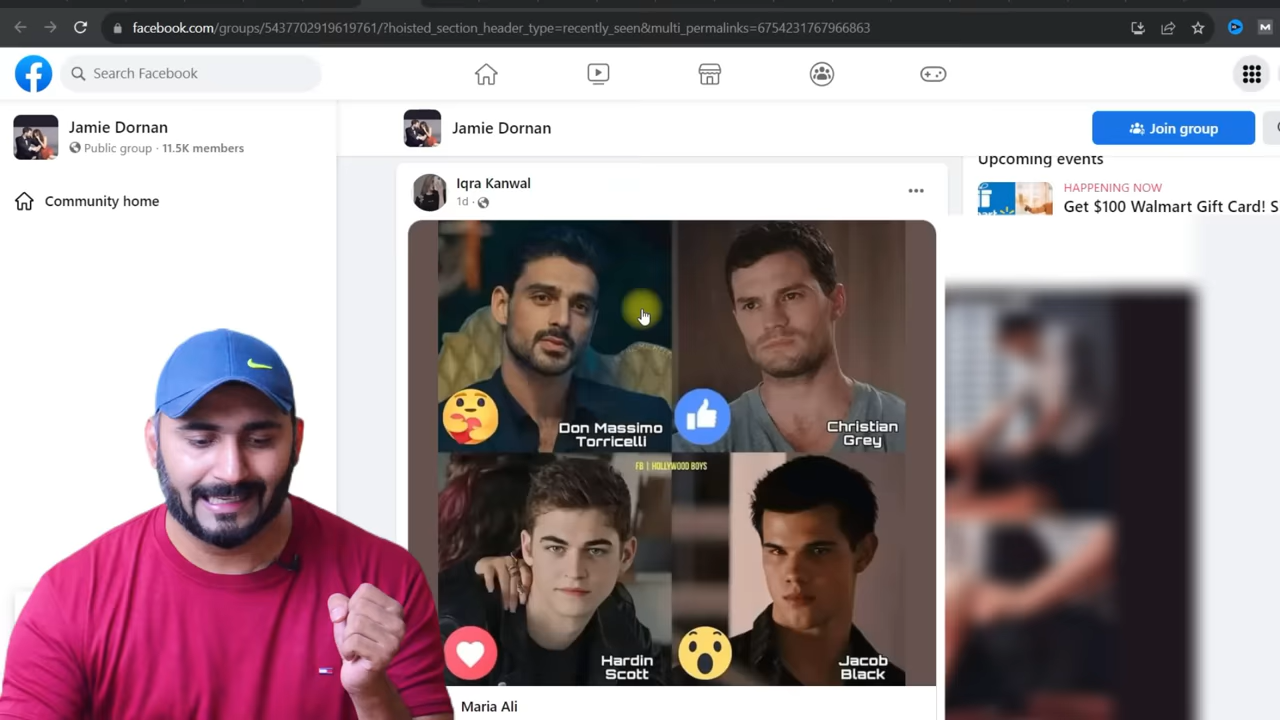 facebook.com/groups/5437702919619761/?hoisted_section_header_type=recently_seen&multi_permalinks=6754231767966863
Search Facebook
Jamie Dornan
Public group · 11.5K members
Community home
Jamie Dornan
Join group
Iqra Kanwal
1d ·
Don Massimo
Torricelli
Christian
Grey
FB | HOLLYWOOD BOYS
Hardin
Scott
Jacob
Black
Maria Ali
Upcoming events
HAPPENING NOW
Get $100 Walmart Gift Card! S